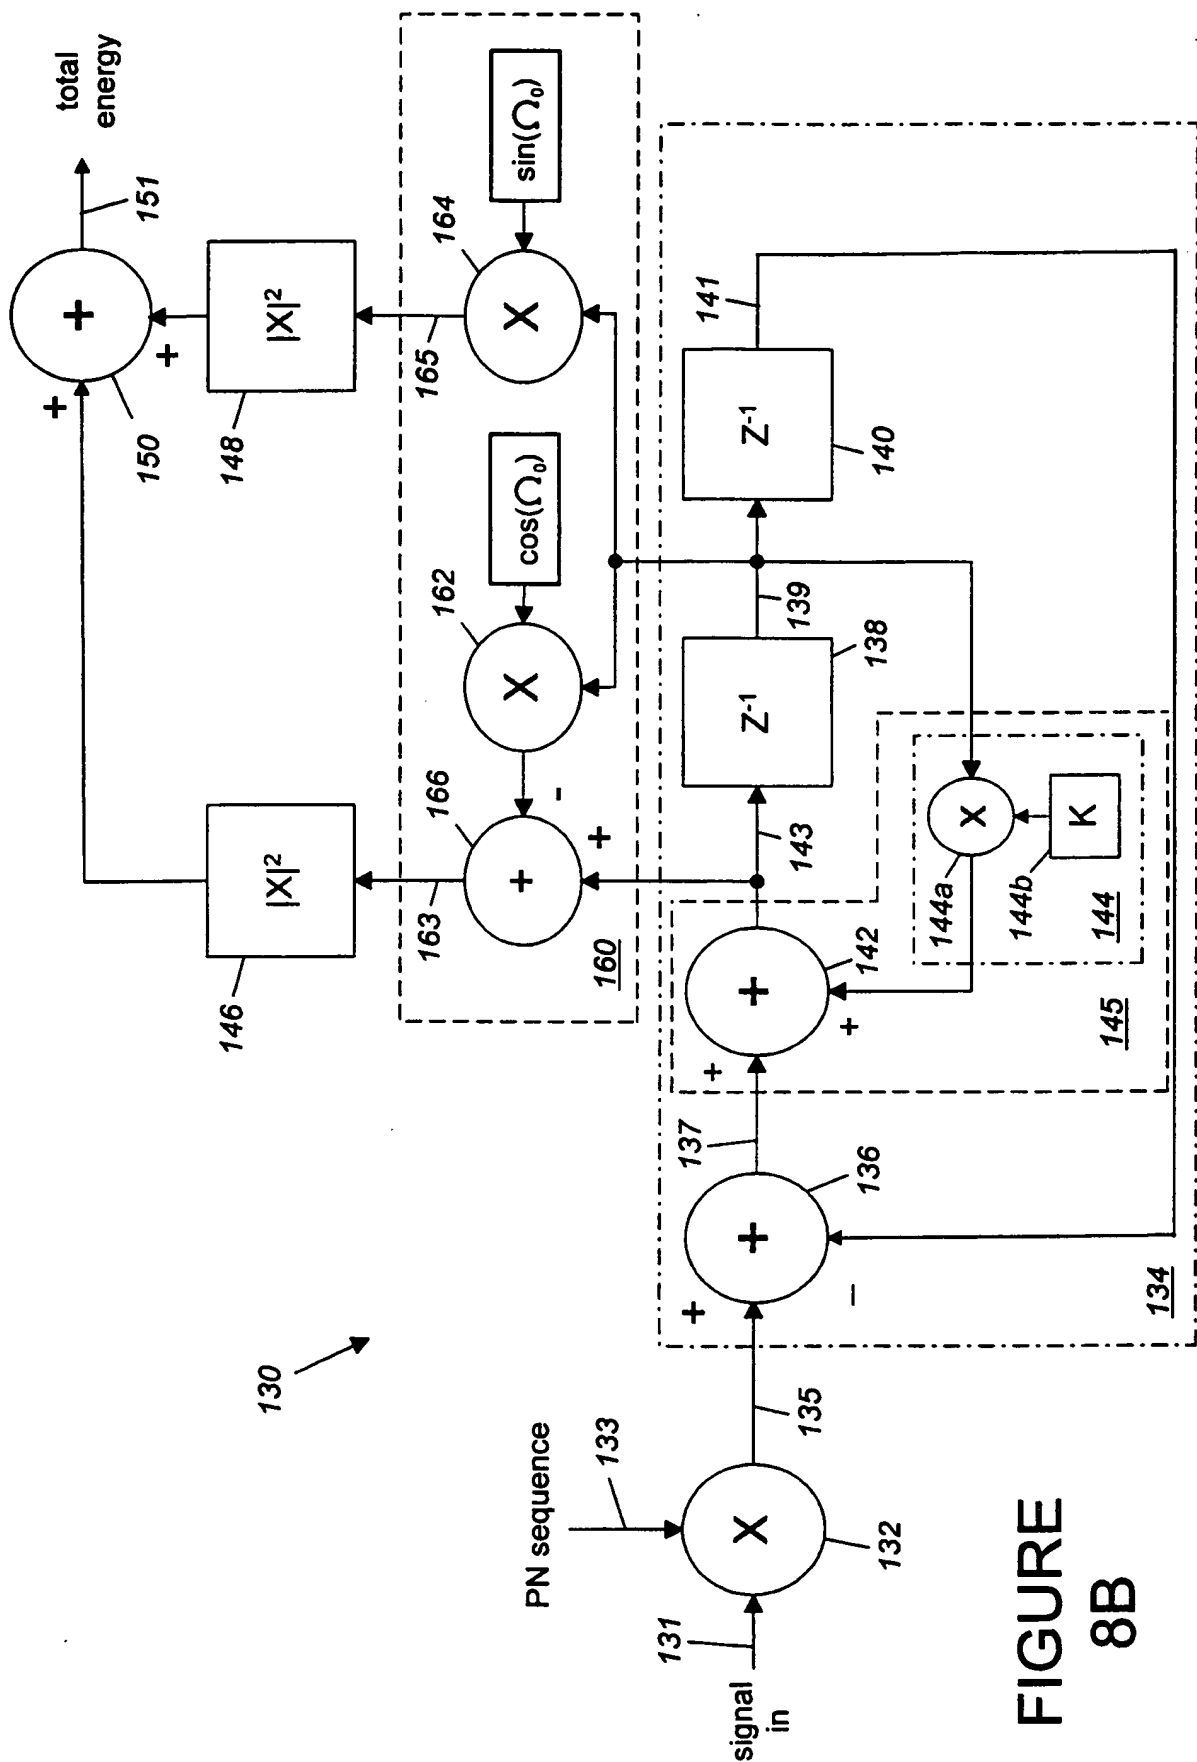 total
energy
151
+
150
+
+
|X|²
148
|X|²
146
sin(Ω₀)
164
X
165
cos(Ω₀)
162
X
166
-
+
+
163
160
141
Z⁻¹
140
139
138
Z⁻¹
143
X
K
144a
144b
144
142
+
+
+
145
137
136
+
+
−
134
130
135
PN sequence
133
X
132
131
signal
in
FIGURE
8B